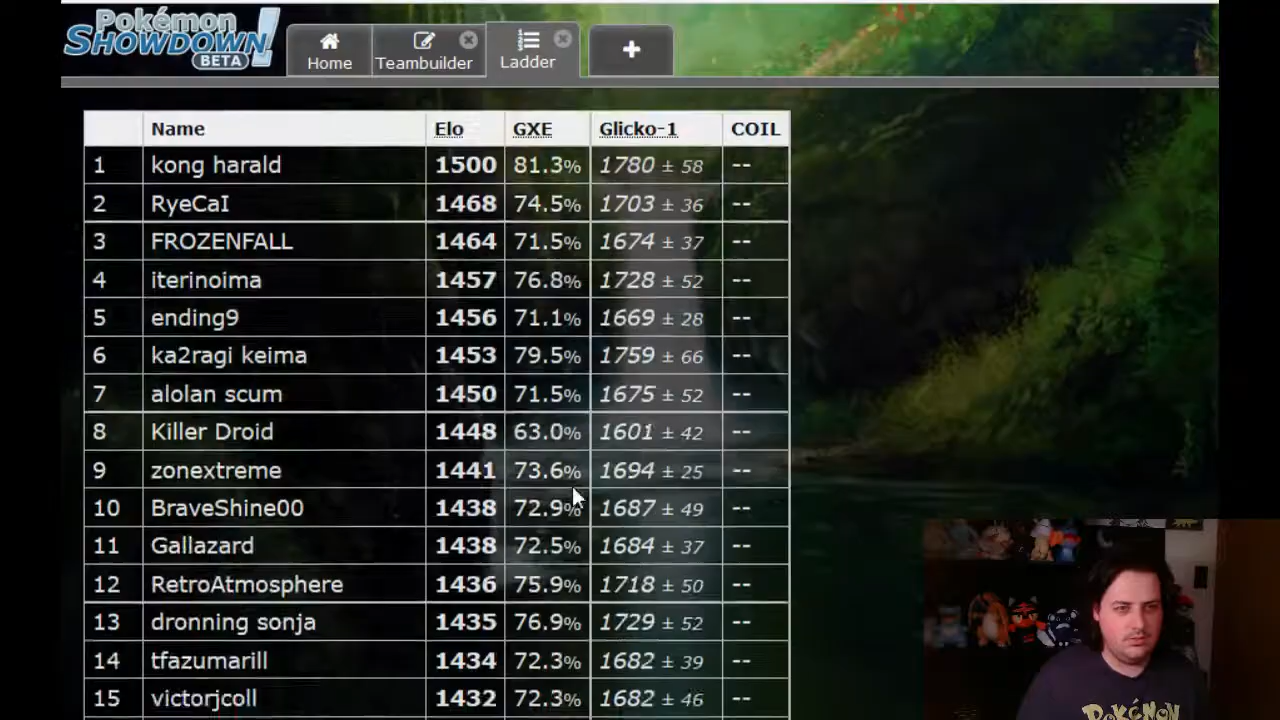 Pokémon
SHOWDOWN!
BETA
Home
Teambuilder
Ladder
Name Elo GXE Glicko-1 COIL
1 kong harald 1500 81.3% 1780 ± 58 --
2 RyeCaI 1468 74.5% 1703 ± 36 --
3 FROZENFALL 1464 71.5% 1674 ± 37 --
4 iterinoima 1457 76.8% 1728 ± 52 --
5 ending9 1456 71.1% 1669 ± 28 --
6 ka2ragi keima 1453 79.5% 1759 ± 66 --
7 alolan scum 1450 71.5% 1675 ± 52 --
8 Killer Droid 1448 63.0% 1601 ± 42 --
9 zonextreme 1441 73.6% 1694 ± 25 --
10 BraveShine00 1438 72.9% 1687 ± 49 --
11 Gallazard 1438 72.5% 1684 ± 37 --
12 RetroAtmosphere 1436 75.9% 1718 ± 50 --
13 dronning sonja 1435 76.9% 1729 ± 52 --
14 tfazumarill 1434 72.3% 1682 ± 39 --
15 victorjcoll 1432 72.3% 1682 ± 46 --
POKéMON